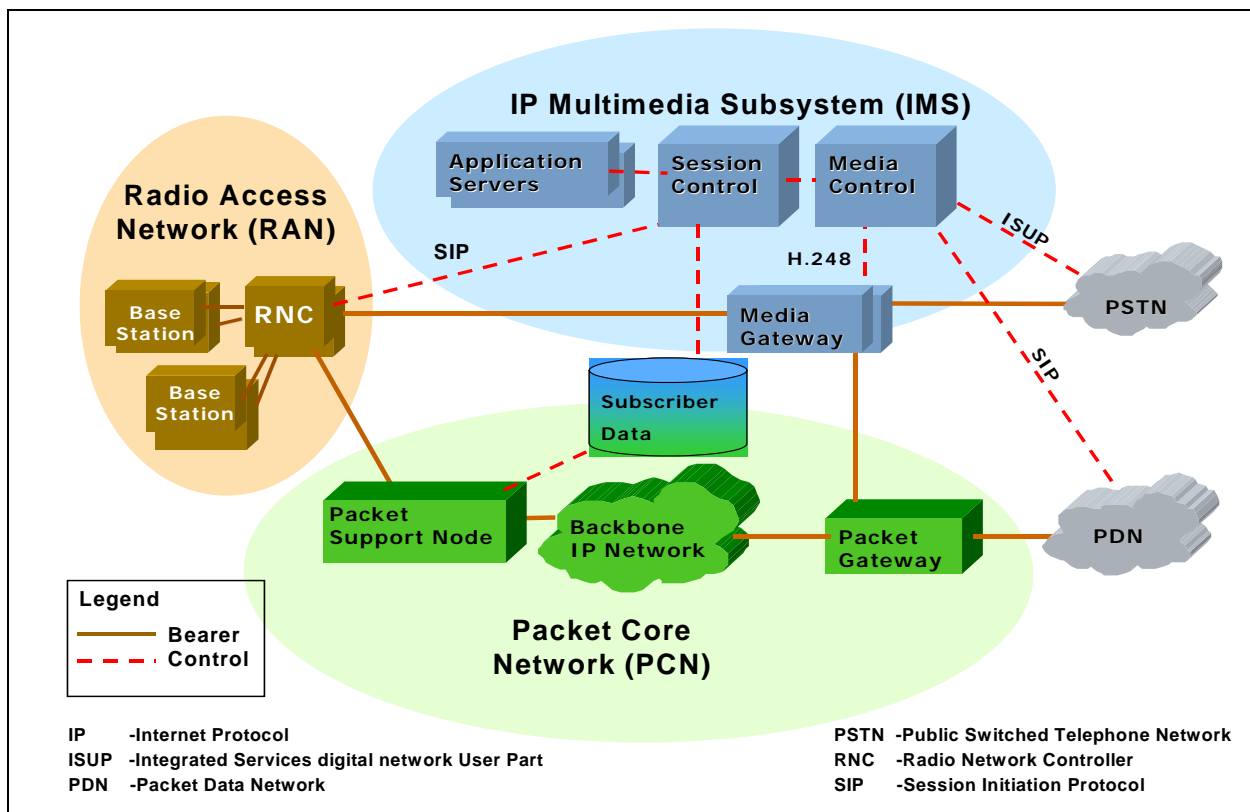 IP Multimedia Subsystem (IMS)
Application
Servers
Session
Control
Media
Control
Radio Access
Network (RAN)
SIP
ISUP
H.248
Base
Station
RNC
Media
Gateway
PSTN
SIP
Base
Station
Subscriber
Data
Packet
Support Node
Backbone
IP Network
Packet
Gateway
PDN
Legend
Bearer
Control
Packet Core
Network (PCN)
IP -Internet Protocol
ISUP -Integrated Services digital network User Part
PDN -Packet Data Network
PSTN -Public Switched Telephone Network
RNC -Radio Network Controller
SIP -Session Initiation Protocol